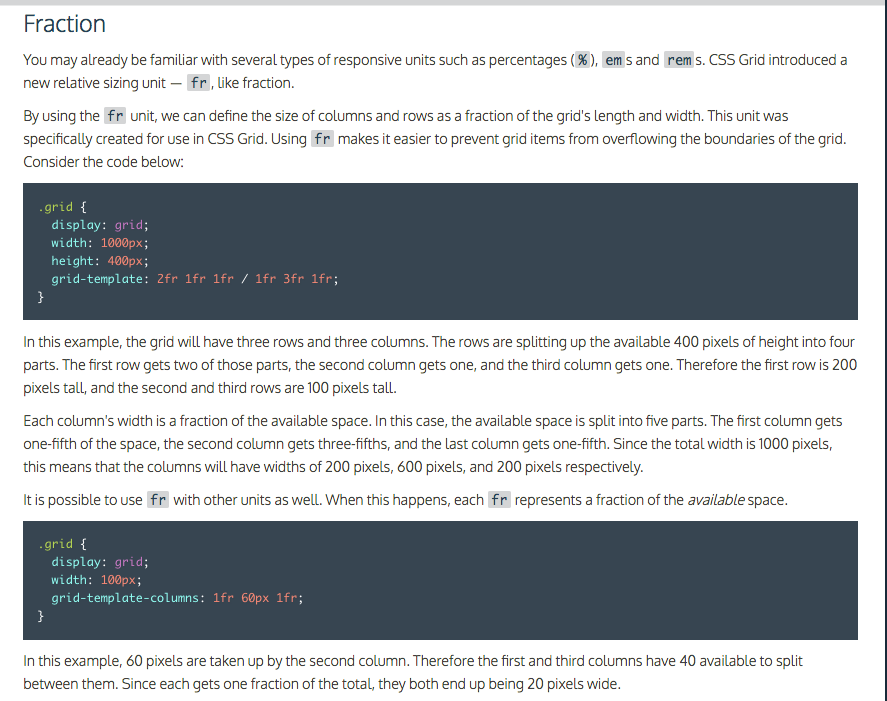 Fraction
You may already be familiar with several types of responsive units such as percentages (%), em s and rem s. CSS Grid introduced a
new relative sizing unit — fr, like fraction.
By using the fr unit, we can define the size of columns and rows as a fraction of the grid's length and width. This unit was
specifically created for use in CSS Grid. Using fr makes it easier to prevent grid items from overflowing the boundaries of the grid.
Consider the code below:
.grid {
  display: grid;
  width: 1000px;
  height: 400px;
  grid-template: 2fr 1fr 1fr / 1fr 3fr 1fr;
}
In this example, the grid will have three rows and three columns. The rows are splitting up the available 400 pixels of height into four
parts. The first row gets two of those parts, the second column gets one, and the third column gets one. Therefore the first row is 200
pixels tall, and the second and third rows are 100 pixels tall.
Each column's width is a fraction of the available space. In this case, the available space is split into five parts. The first column gets
one-fifth of the space, the second column gets three-fifths, and the last column gets one-fifth. Since the total width is 1000 pixels,
this means that the columns will have widths of 200 pixels, 600 pixels, and 200 pixels respectively.
It is possible to use fr with other units as well. When this happens, each fr represents a fraction of the available space.
.grid {
  display: grid;
  width: 100px;
  grid-template-columns: 1fr 60px 1fr;
}
In this example, 60 pixels are taken up by the second column. Therefore the first and third columns have 40 available to split
between them. Since each gets one fraction of the total, they both end up being 20 pixels wide.